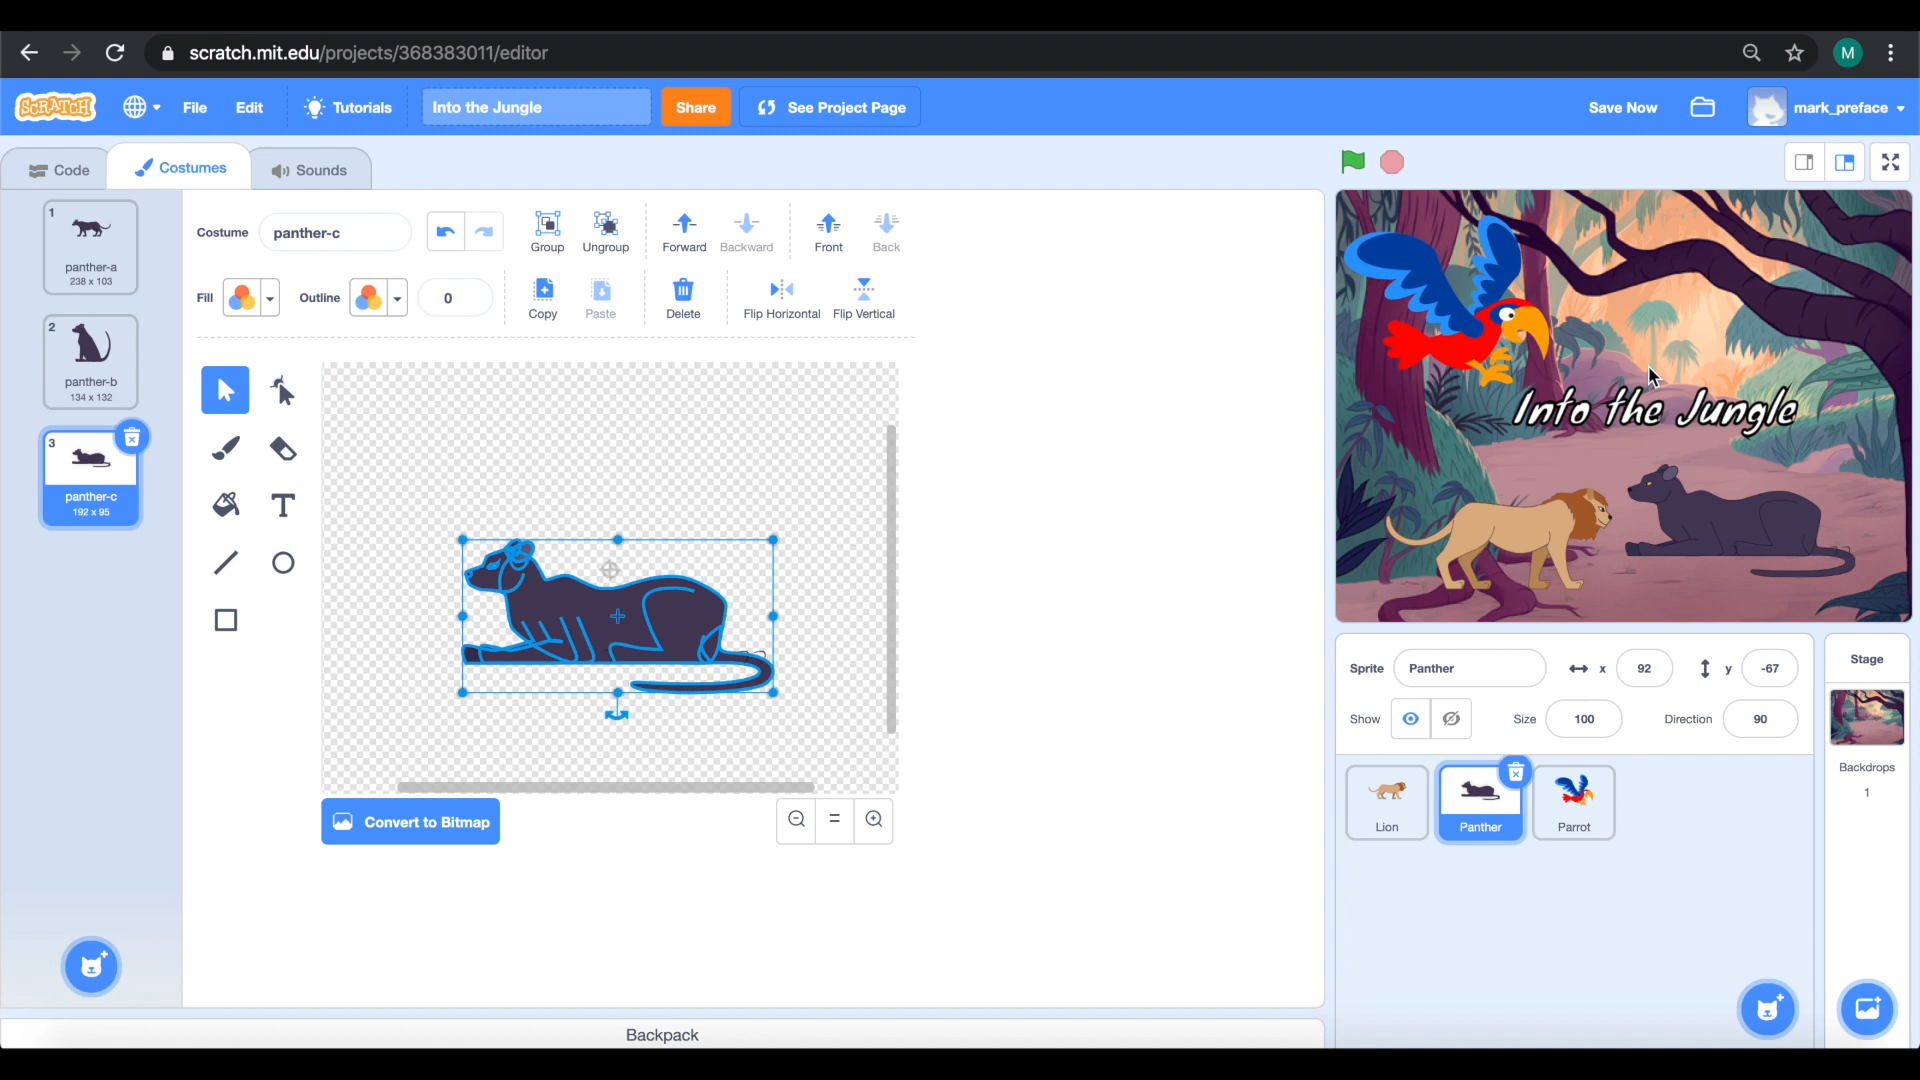 scratch.mit.edu/projects/368383011/editor
M
SCRATCH
File
Edit
Tutorials
Into the Jungle
Share
See Project Page
Save Now
mark_preface
Code
Costumes
Sounds
1
panther-a
238 x 103
2
panther-b
134 x 132
3
panther-c
192 x 95
Costume
panther-c
Group
Ungroup
Forward
Backward
Front
Back
Fill
Outline
0
Copy
Paste
Delete
Flip Horizontal
Flip Vertical
T
Convert to Bitmap
Into the Jungle
Sprite
Panther
x
92
y
-67
Show
Size
100
Direction
90
Lion
Panther
Parrot
Stage
Backdrops
1
Backpack